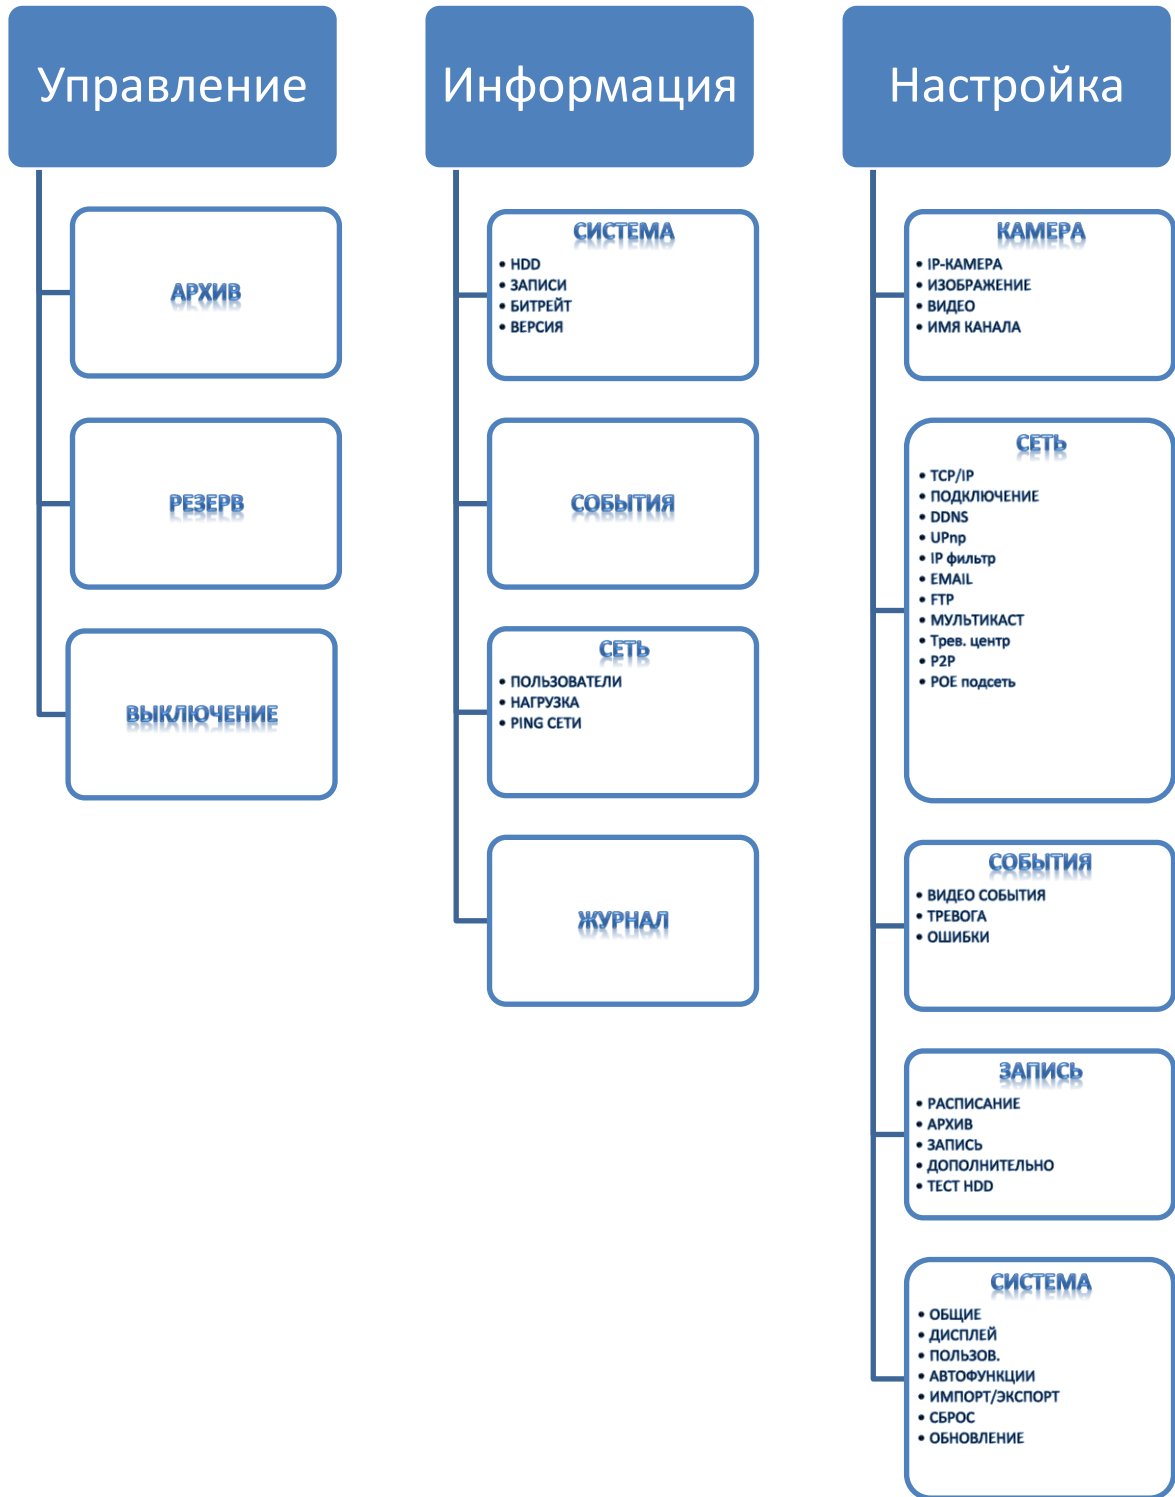 Управление
АРХИВ
РЕЗЕРВ
ВЫКЛЮЧЕНИЕ
Информация
СИСТЕМА
• HDD
• ЗАПИСИ
• БИТРЕЙТ
• ВЕРСИЯ
СОБЫТИЯ
СЕТЬ
• ПОЛЬЗОВАТЕЛИ
• НАГРУЗКА
• PING СЕТИ
ЖУРНАЛ
Настройка
КАМЕРА
• IP-КАМЕРА
• ИЗОБРАЖЕНИЕ
• ВИДЕО
• ИМЯ КАНАЛА
СЕТЬ
• TCP/IP
• ПОДКЛЮЧЕНИЕ
• DDNS
• UPnp
• IP фильтр
• EMAIL
• FTP
• МУЛЬТИКАСТ
• Трев. центр
• P2P
• POE подсеть
СОБЫТИЯ
• ВИДЕО СОБЫТИЯ
• ТРЕВОГА
• ОШИБКИ
ЗАПИСЬ
• РАСПИСАНИЕ
• АРХИВ
• ЗАПИСЬ
• ДОПОЛНИТЕЛЬНО
• ТЕСТ HDD
СИСТЕМА
• ОБЩИЕ
• ДИСПЛЕЙ
• ПОЛЬЗОВ.
• АВТОФУНКЦИИ
• ИМПОРТ/ЭКСПОРТ
• СБРОС
• ОБНОВЛЕНИЕ